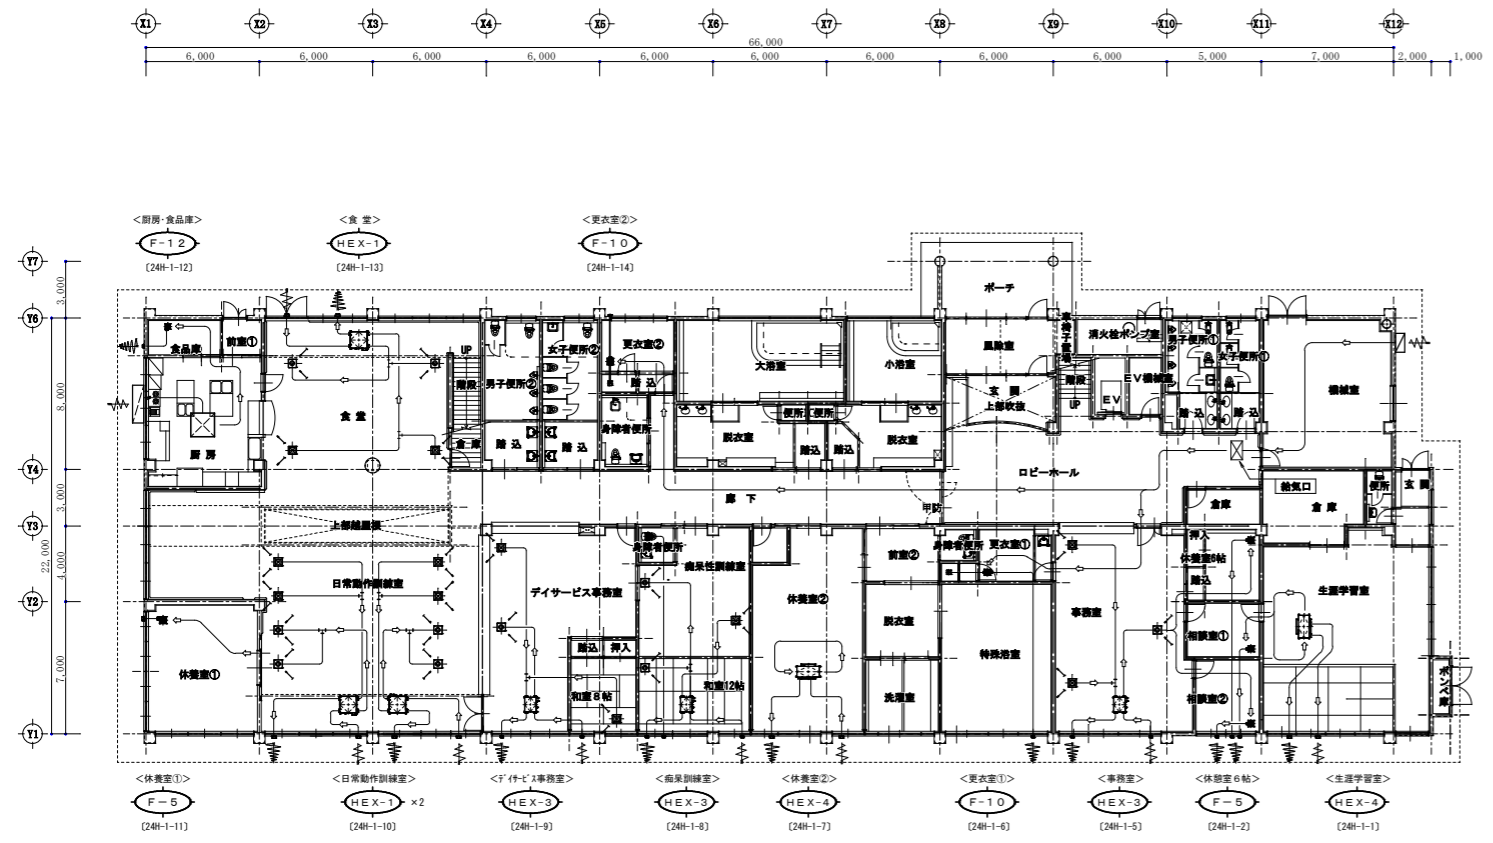 X1 X2 X3 X4 X5 X6 X7 X8 X9 X10 X11 X12
66,000
6,000 6,000 6,000 6,000 6,000 6,000 6,000 6,000 6,000 5,000 7,000 2,000 1,000
<厨房・食品庫> <食 堂> <更衣室②>
F-12 HEX-1 F-10
[24H-1-12] [24H-1-13] [24H-1-14]
Y7
3,000
ポーチ
Y6
食品庫
前室①
UP
階段
男子便所②
女子便所②
更衣室②
踏 込
大浴室
小浴室
風除室
車椅子置場
消火栓ポンプ室
男子便所①
女子便所①
機械室
8,000
食 堂
身障者便所
便所
便所
玄 関
上部吹抜
階段
UP
EV
EV機械室
踏 込
踏 込
厨 房
倉 庫
踏 込
踏 込
脱衣室
踏込
踏込
脱衣室
ロビーホール
Y4
3,000
廊 下
甲防
給気口
倉庫
倉 庫
便所
玄 関
Y3
上部越屋根
22,000
4,000
日常動作訓練室
デイサービス事務室
身障者便所
痴呆性訓練室
休養室②
前室②
身障者便所
更衣室①
押入
休養室6帖
踏込
生涯学習室
Y2
7,000
休養室①
踏込
押入
和室8帖
和室12帖
脱衣室
洗濯室
特殊浴室
事務室
相談室①
相談室②
ボンベ庫
Y1
<休養室①> <日常動作訓練室> <デイサービス事務室> <痴呆訓練室> <休養室②> <更衣室①> <事務室> <休憩室6帖> <生涯学習室>
F-5 HEX-1 ×2 HEX-3 HEX-3 HEX-4 F-10 HEX-3 F-5 HEX-4
[24H-1-11] [24H-1-10] [24H-1-9] [24H-1-8] [24H-1-7] [24H-1-6] [24H-1-5] [24H-1-2] [24H-1-1]